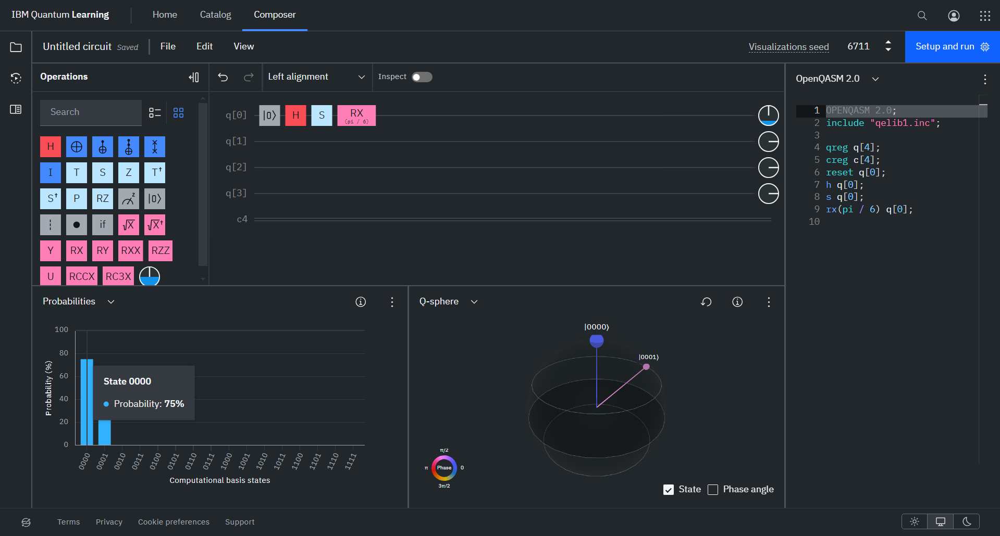 IBM Quantum Learning
Home
Catalog
Composer
Untitled circuit
Saved
File
Edit
View
Visualizations seed
6711
Setup and run
Operations
Left alignment
Inspect
OpenQASM 2.0
Search
H
I T S Z T†
S† P RZ z |0⟩
if √X √X†
Y RX RY RXX RZZ
U RCCX RC3X
q[0] |0⟩ H S RX
(pi / 6)
q[1]
q[2]
q[3]
c4
1 OPENQASM 2.0;
2 include "qelib1.inc";
3
4 qreg q[4];
5 creg c[4];
6 reset q[0];
7 h q[0];
8 s q[0];
9 rx(pi / 6) q[0];
10
Probabilities
Probability (%)
100
80
60
40
20
0
State 0000
Probability: 75%
0000 0001 0010 0011 0100 0101 0110 0111 1000 1001 1010 1011 1100 1101 1110 1111
Computational basis states
Q-sphere
|0000⟩
|0001⟩
π/2
π Phase 0
3π/2
State
Phase angle
Terms
Privacy
Cookie preferences
Support